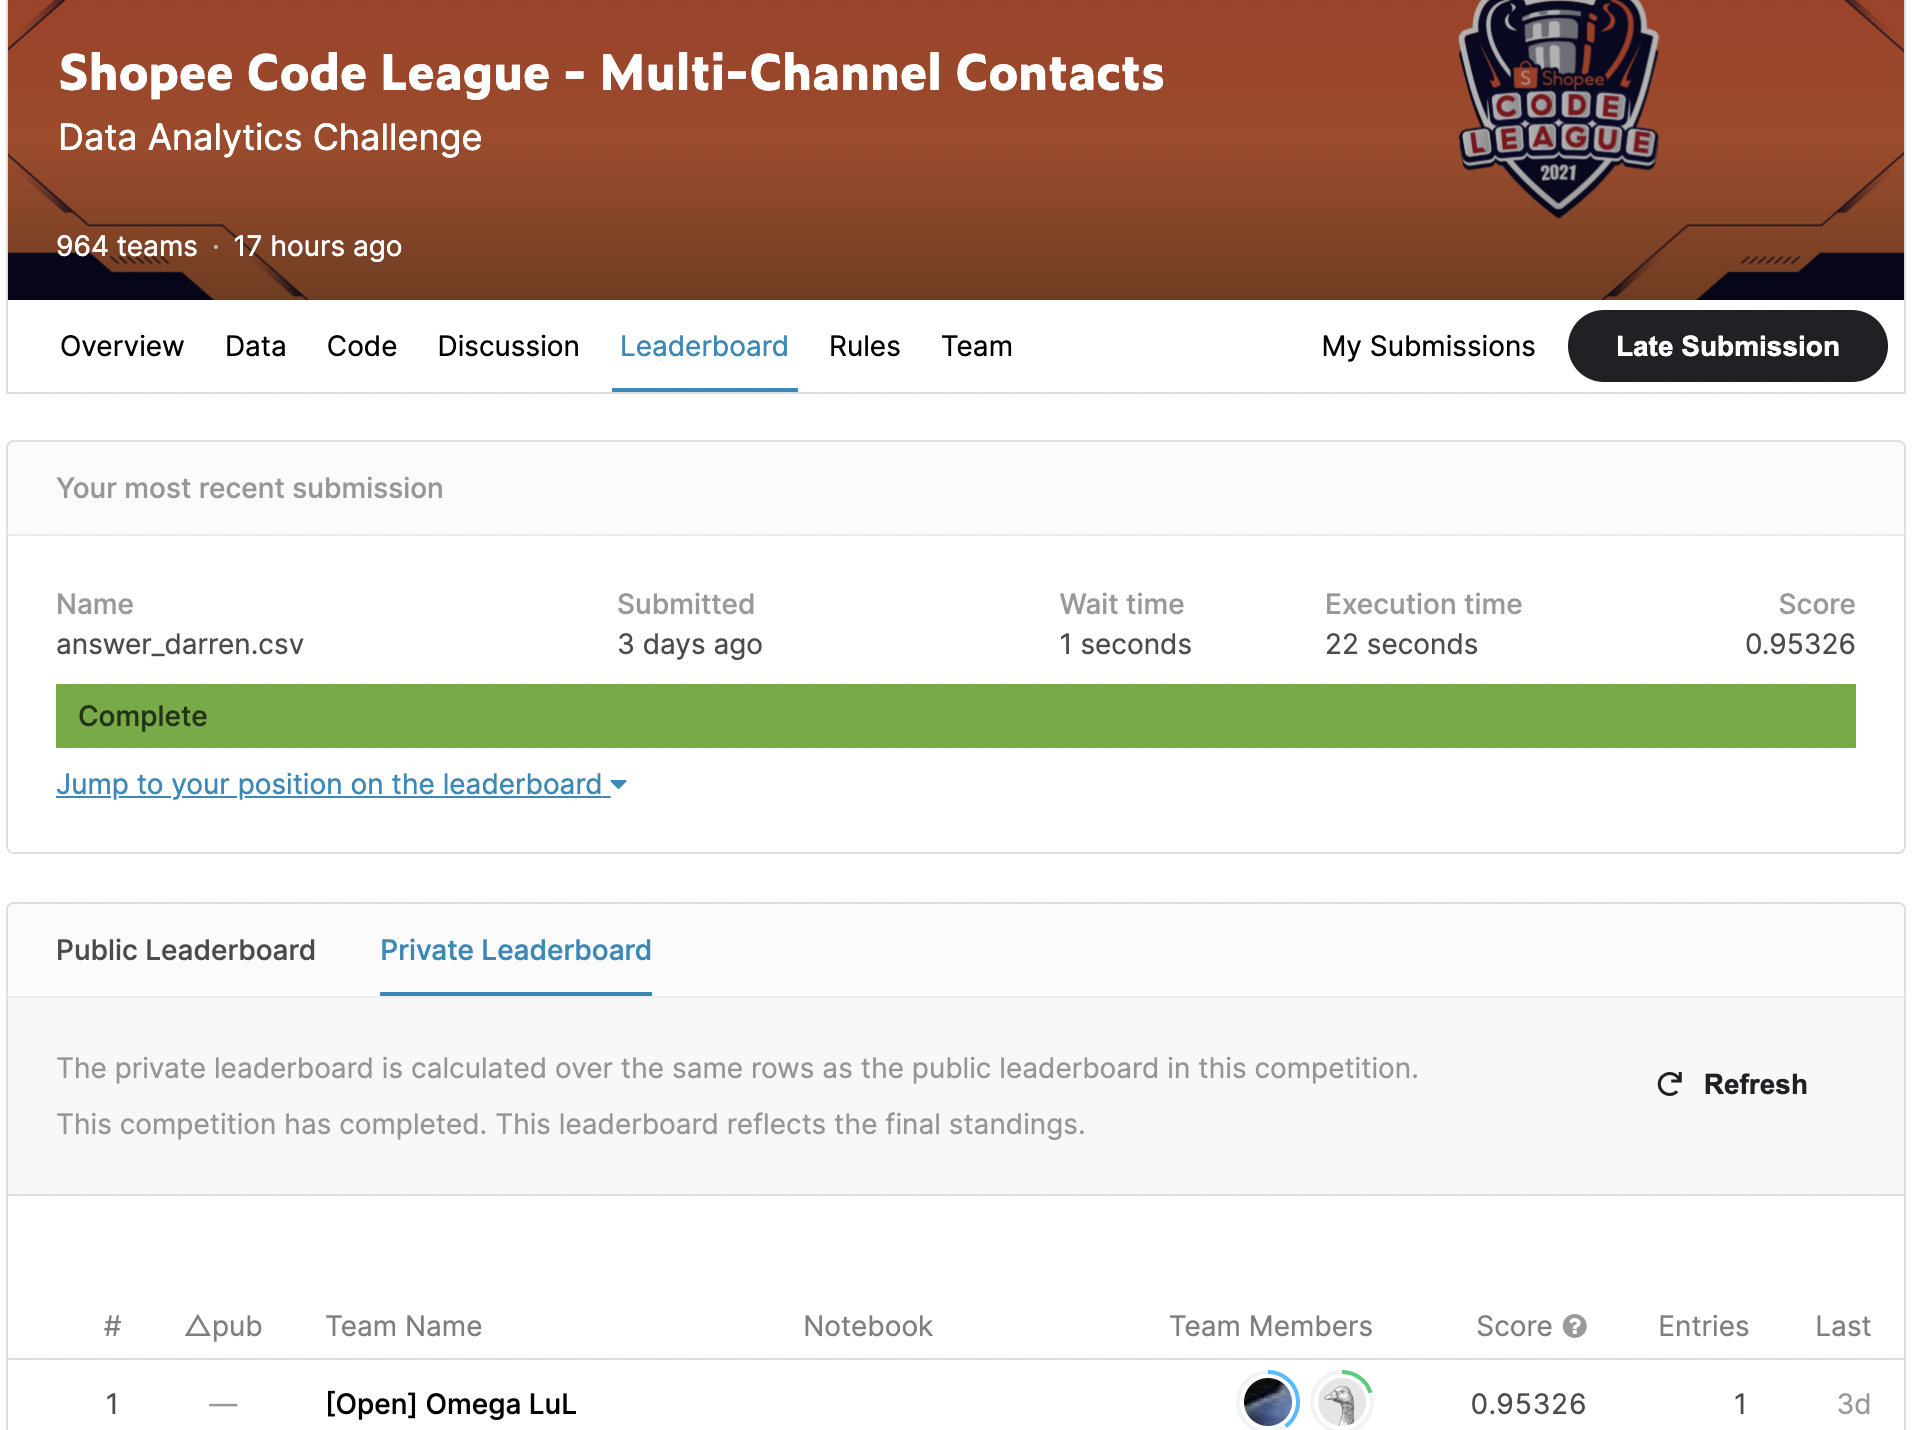 Shopee Code League - Multi-Channel Contacts
Data Analytics Challenge
Shopee
CODE
LEAGUE
2021
964 teams · 17 hours ago
Overview Data Code Discussion Leaderboard Rules Team My Submissions Late Submission
Your most recent submission
Name Submitted Wait time Execution time Score
answer_darren.csv 3 days ago 1 seconds 22 seconds 0.95326
Complete
Jump to your position on the leaderboard
Public Leaderboard Private Leaderboard
The private leaderboard is calculated over the same rows as the public leaderboard in this competition.
This competition has completed. This leaderboard reflects the final standings.
Refresh
# △pub Team Name Notebook Team Members Score Entries Last
1 — [Open] Omega LuL 0.95326 1 3d